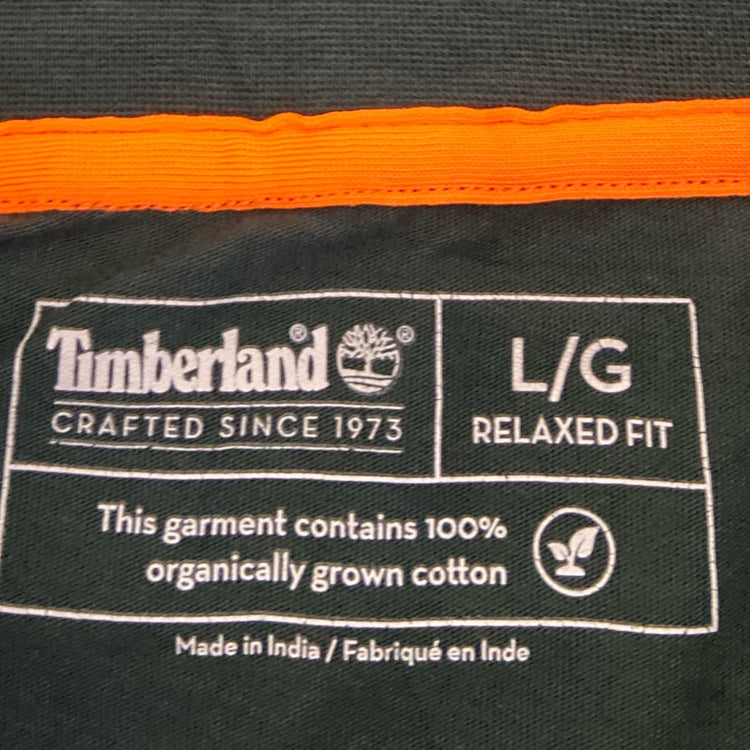 Timberland®
®
CRAFTED SINCE 1973
L/G
RELAXED FIT
This garment contains 100%
organically grown cotton
Made in India / Fabriqué en Inde